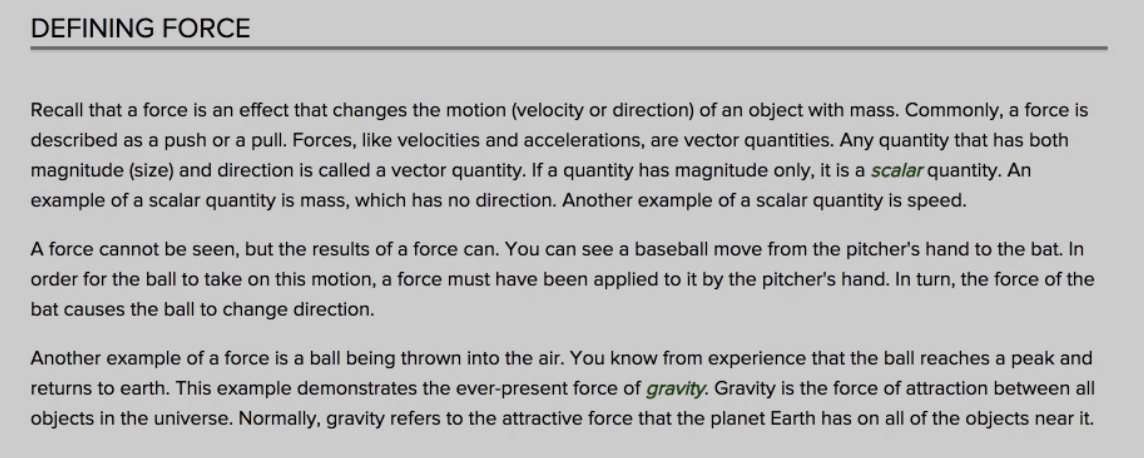 DEFINING FORCE
Recall that a force is an effect that changes the motion (velocity or direction) of an object with mass. Commonly, a force is
described as a push or a pull. Forces, like velocities and accelerations, are vector quantities. Any quantity that has both
magnitude (size) and direction is called a vector quantity. If a quantity has magnitude only, it is a scalar quantity. An
example of a scalar quantity is mass, which has no direction. Another example of a scalar quantity is speed.
A force cannot be seen, but the results of a force can. You can see a baseball move from the pitcher's hand to the bat. In
order for the ball to take on this motion, a force must have been applied to it by the pitcher's hand. In turn, the force of the
bat causes the ball to change direction.
Another example of a force is a ball being thrown into the air. You know from experience that the ball reaches a peak and
returns to earth. This example demonstrates the ever-present force of gravity. Gravity is the force of attraction between all
objects in the universe. Normally, gravity refers to the attractive force that the planet Earth has on all of the objects near it.